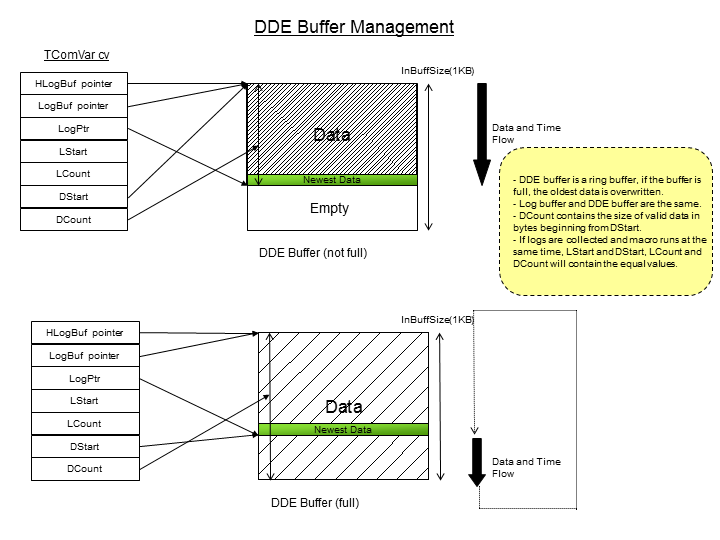 DDE Buffer Management
TComVar cv
HLogBuf pointer
LogBuf pointer
LogPtr
LStart
LCount
DStart
DCount
InBuffSize(1KB)
Data
Newest Data
Empty
DDE Buffer (not full)
Data and Time
Flow
- DDE buffer is a ring buffer, if the buffer is
full, the oldest data is overwritten.
- Log buffer and DDE buffer are the same.
- DCount contains the size of valid data in
bytes beginning from DStart.
- If logs are collected and macro runs at the
same time, LStart and DStart, LCount and
DCount will contain the equal values.
HLogBuf pointer
LogBuf pointer
LogPtr
LStart
LCount
DStart
DCount
InBuffSize(1KB)
Data
Newest Data
DDE Buffer (full)
Data and Time
Flow